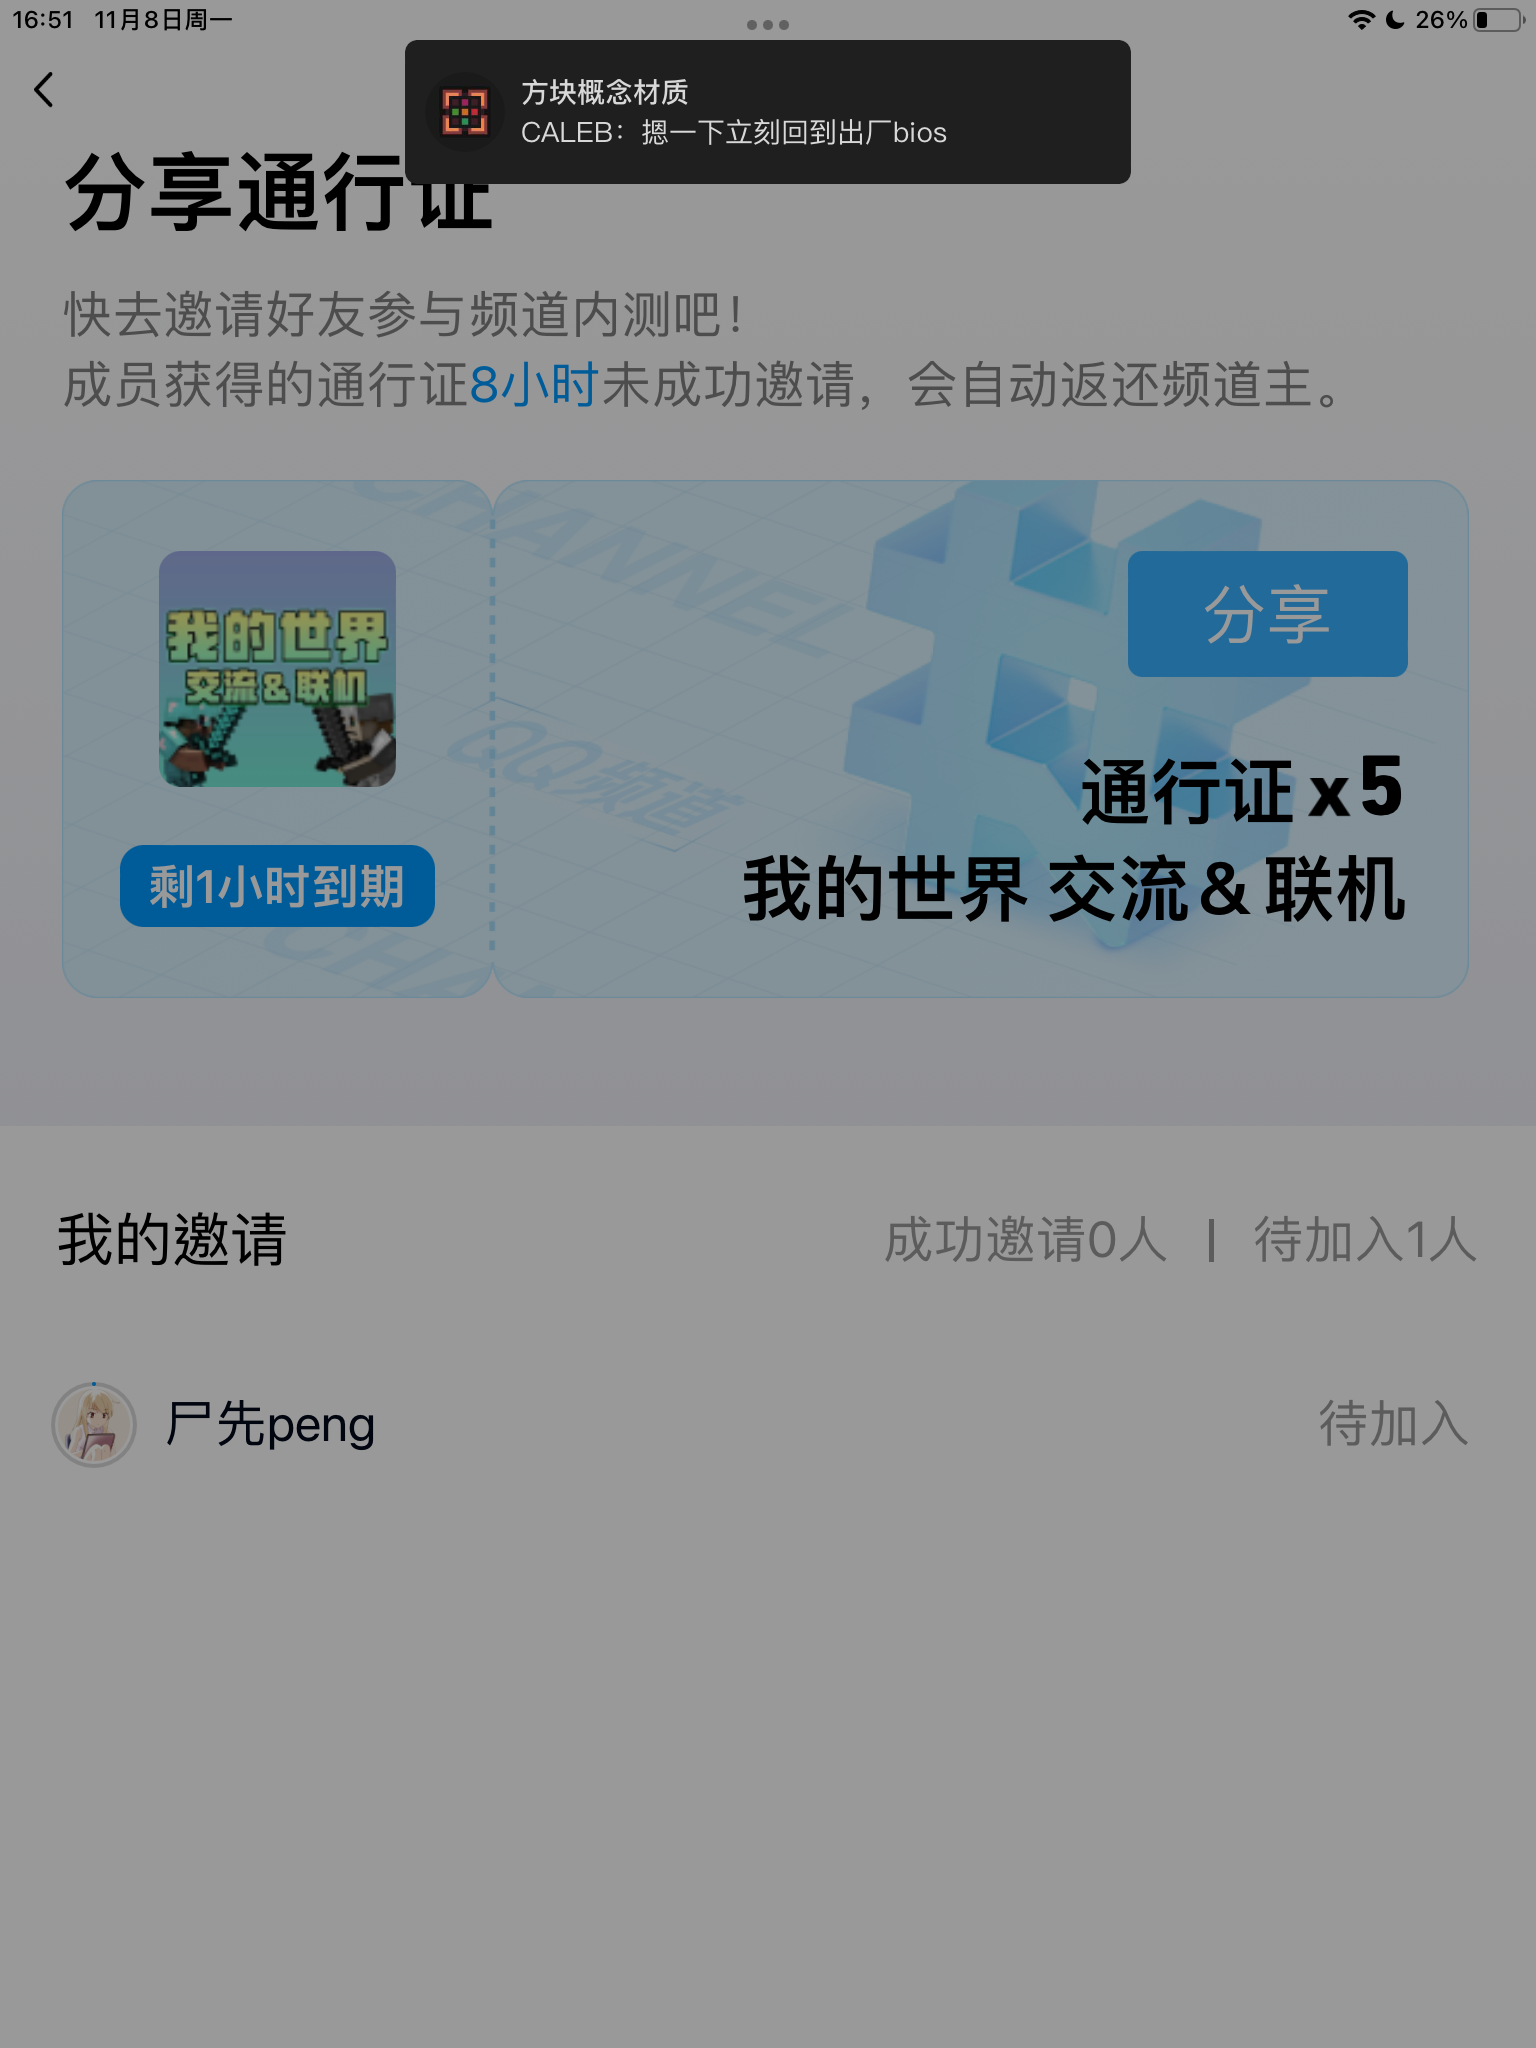 16:51 11月8日周一
26%
方块概念材质
CALEB：摁一下立刻回到出厂bios
分享通行证
快去邀请好友参与频道内测吧！
成员获得的通行证8小时未成功邀请，会自动返还频道主。
CHANNEL
我的世界
交流&联机
分享
QQ频道
通行证 x5
剩1小时到期
我的世界 交流＆联机
CHA
我的邀请
成功邀请0人 | 待加入1人
尸先peng
待加入